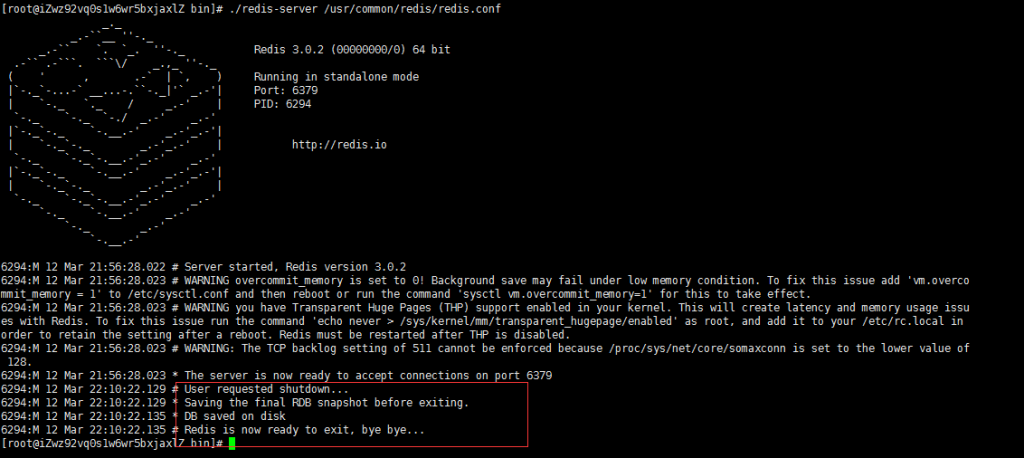 [root@iZwz92vq0s1w6wr5bxjaxlZ bin]# ./redis-server /usr/common/redis/redis.conf
Redis 3.0.2 (00000000/0) 64 bit
Running in standalone mode
Port: 6379
PID: 6294
http://redis.io
6294:M 12 Mar 21:56:28.022 # Server started, Redis version 3.0.2
6294:M 12 Mar 21:56:28.023 # WARNING overcommit_memory is set to 0! Background save may fail under low memory condition. To fix this issue add 'vm.overco
mmit_memory = 1' to /etc/sysctl.conf and then reboot or run the command 'sysctl vm.overcommit_memory=1' for this to take effect.
6294:M 12 Mar 21:56:28.023 # WARNING you have Transparent Huge Pages (THP) support enabled in your kernel. This will create latency and memory usage issu
es with Redis. To fix this issue run the command 'echo never > /sys/kernel/mm/transparent_hugepage/enabled' as root, and add it to your /etc/rc.local in
order to retain the setting after a reboot. Redis must be restarted after THP is disabled.
6294:M 12 Mar 21:56:28.023 # WARNING: The TCP backlog setting of 511 cannot be enforced because /proc/sys/net/core/somaxconn is set to the lower value of
128.
6294:M 12 Mar 21:56:28.023 * The server is now ready to accept connections on port 6379
6294:M 12 Mar 22:10:22.129 # User requested shutdown...
6294:M 12 Mar 22:10:22.129 * Saving the final RDB snapshot before exiting.
6294:M 12 Mar 22:10:22.135 * DB saved on disk
6294:M 12 Mar 22:10:22.135 # Redis is now ready to exit, bye bye...
[root@iZwz92vq0s1w6wr5bxjaxlZ bin]#